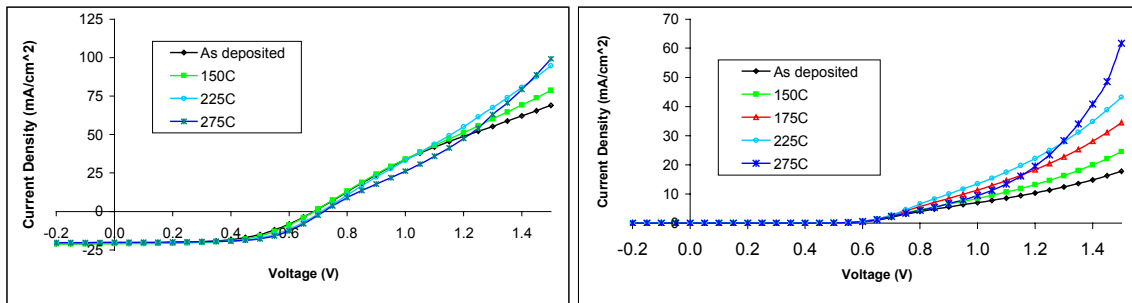 125
100
75
50
25
0
-25
Current Density (mA/cm^2)
As deposited
150C
225C
275C
-0.2 0.0 0.2 0.4 0.6 0.8 1.0 1.2 1.4
Voltage (V)
70
60
50
40
30
20
10
0
Current Density (mA/cm^2)
As deposited
150C
175C
225C
275C
-0.2 0.0 0.2 0.4 0.6 0.8 1.0 1.2 1.4
Voltage (V)